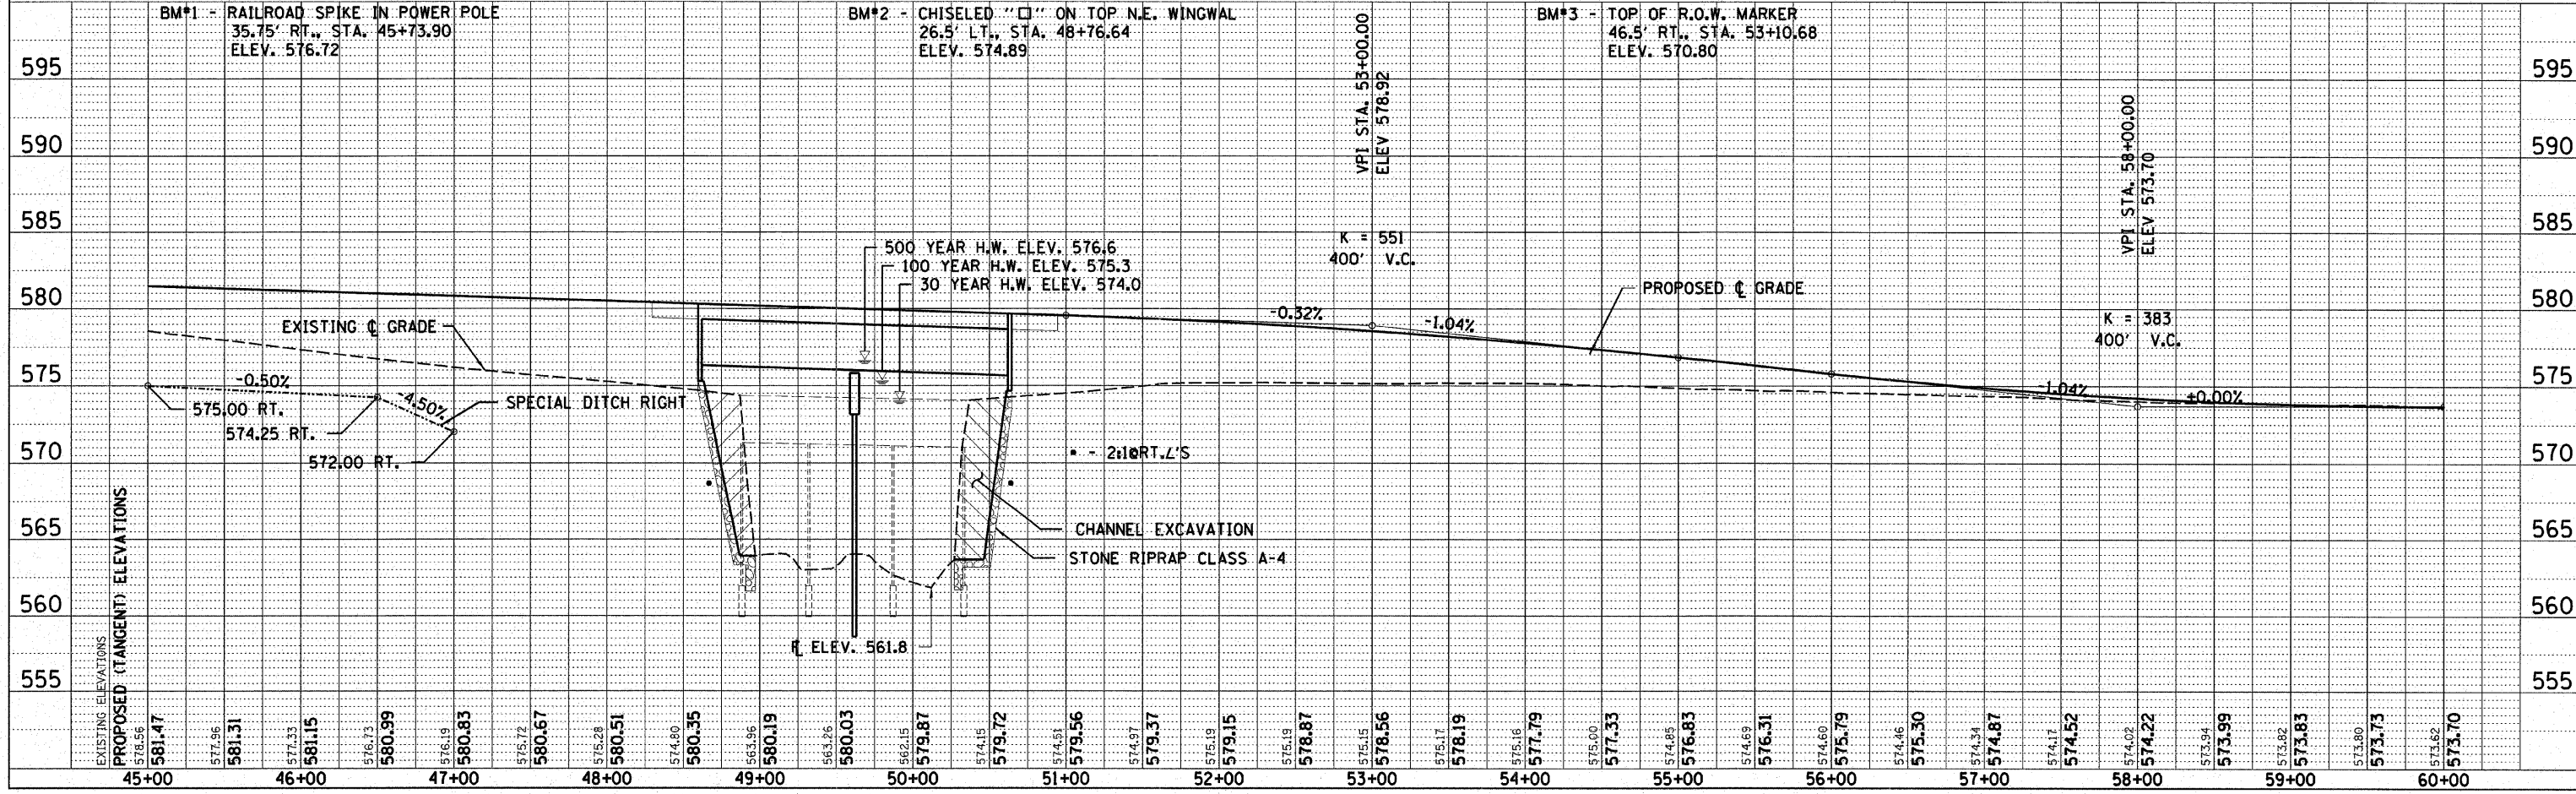 BM#1 - RAILROAD SPIKE IN POWER POLE
35.75' RT., STA. 45+73.90
ELEV. 576.72
BM#2 - CHISELED "□" ON TOP N.E. WINGWAL
26.5' LT., STA. 48+76.64
ELEV. 574.89
BM#3 - TOP OF R.O.W. MARKER
46.5' RT., STA. 53+10.68
ELEV. 570.80
VPI STA. 53+00.00
ELEV 578.92
VPI STA. 58+00.00
ELEV 573.70
595 595
590 590
585 585
580 580
575 575
570 570
565 565
560 560
555 555
K = 551
400' V.C.
K = 383
400' V.C.
500 YEAR H.W. ELEV. 576.6
100 YEAR H.W. ELEV. 575.3
30 YEAR H.W. ELEV. 574.0
PROPOSED ℄ GRADE
EXISTING ℄ GRADE
-0.32%
-1.04%
-1.04%
±0.00%
-0.50%
-4.50%
575.00 RT.
574.25 RT.
572.00 RT.
SPECIAL DITCH RIGHT
• - 2:1@RT.∠'S
CHANNEL EXCAVATION
STONE RIPRAP CLASS A-4
ELEV. 561.8
EXISTING ELEVATIONS
PROPOSED (TANGENT) ELEVATIONS
578.56 581.47
577.96 581.31
577.33 581.15
576.73 580.99
576.19 580.83
575.72 580.67
575.28 580.51
574.80 580.35
563.96 580.19
563.26 580.03
562.15 579.87
574.15 579.72
574.51 579.56
574.97 579.37
575.19 579.15
575.19 578.87
575.15 578.56
575.17 578.19
575.16 577.79
575.00 577.33
574.85 576.83
574.69 576.31
574.60 575.79
574.46 575.30
574.34 574.87
574.17 574.52
574.02 574.22
573.94 573.99
573.82 573.83
573.80 573.73
573.62 573.70
45+00 46+00 47+00 48+00 49+00 50+00 51+00 52+00 53+00 54+00 55+00 56+00 57+00 58+00 59+00 60+00